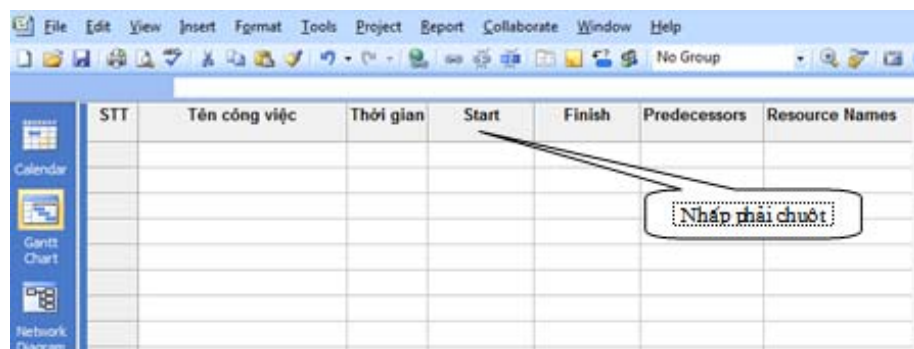 File Edit View Insert Format Tools Project Report Collaborate Window Help
No Group
STT Tên công việc Thời gian Start Finish Predecessors Resource Names
Calendar
Nhấp phải chuột
Gantt
Chart
Network
Diagram